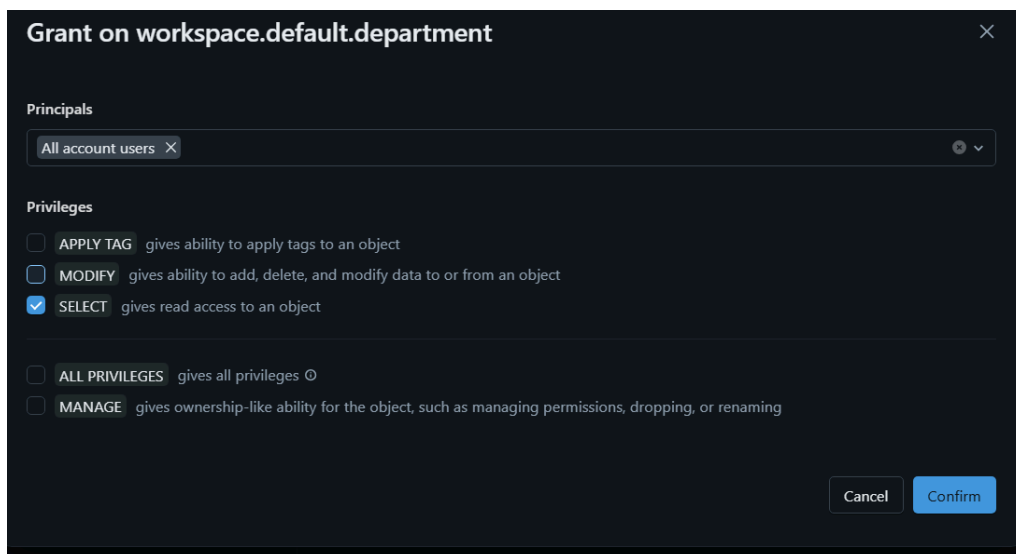 Grant on workspace.default.department
Principals
All account users
Privileges
APPLY TAG gives ability to apply tags to an object
MODIFY gives ability to add, delete, and modify data to or from an object
SELECT gives read access to an object
ALL PRIVILEGES gives all privileges
MANAGE gives ownership-like ability for the object, such as managing permissions, dropping, or renaming
Cancel Confirm